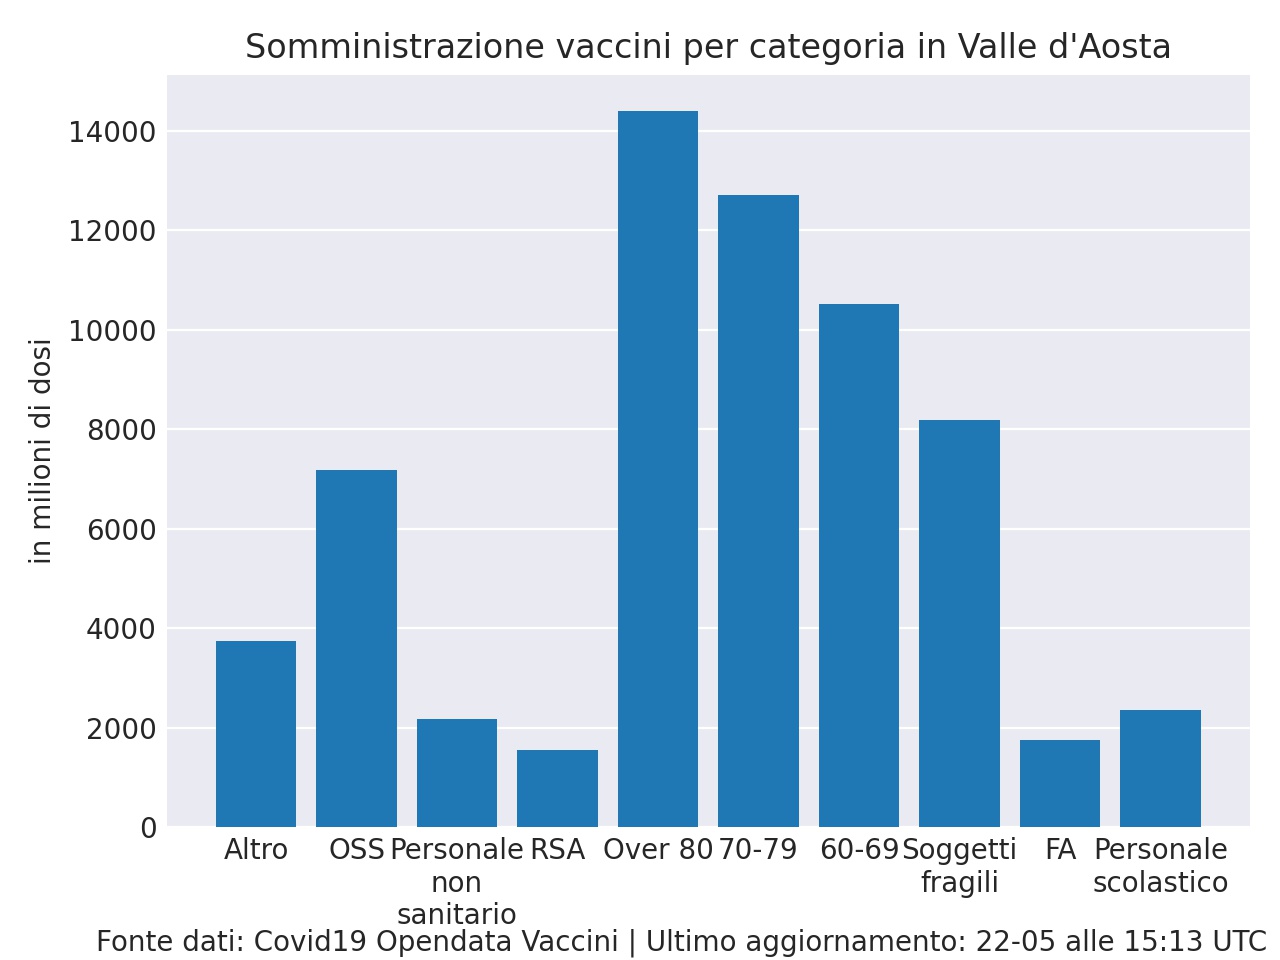 Somministrazione vaccini per categoria in Valle d'Aosta
in milioni di dosi
14000
12000
10000
8000
6000
4000
2000
0
Altro
OSS
Personale
non
sanitario
RSA
Over 80
70-79
60-69
Soggetti
fragili
FA
Personale
scolastico
Fonte dati: Covid19 Opendata Vaccini | Ultimo aggiornamento: 22-05 alle 15:13 UTC